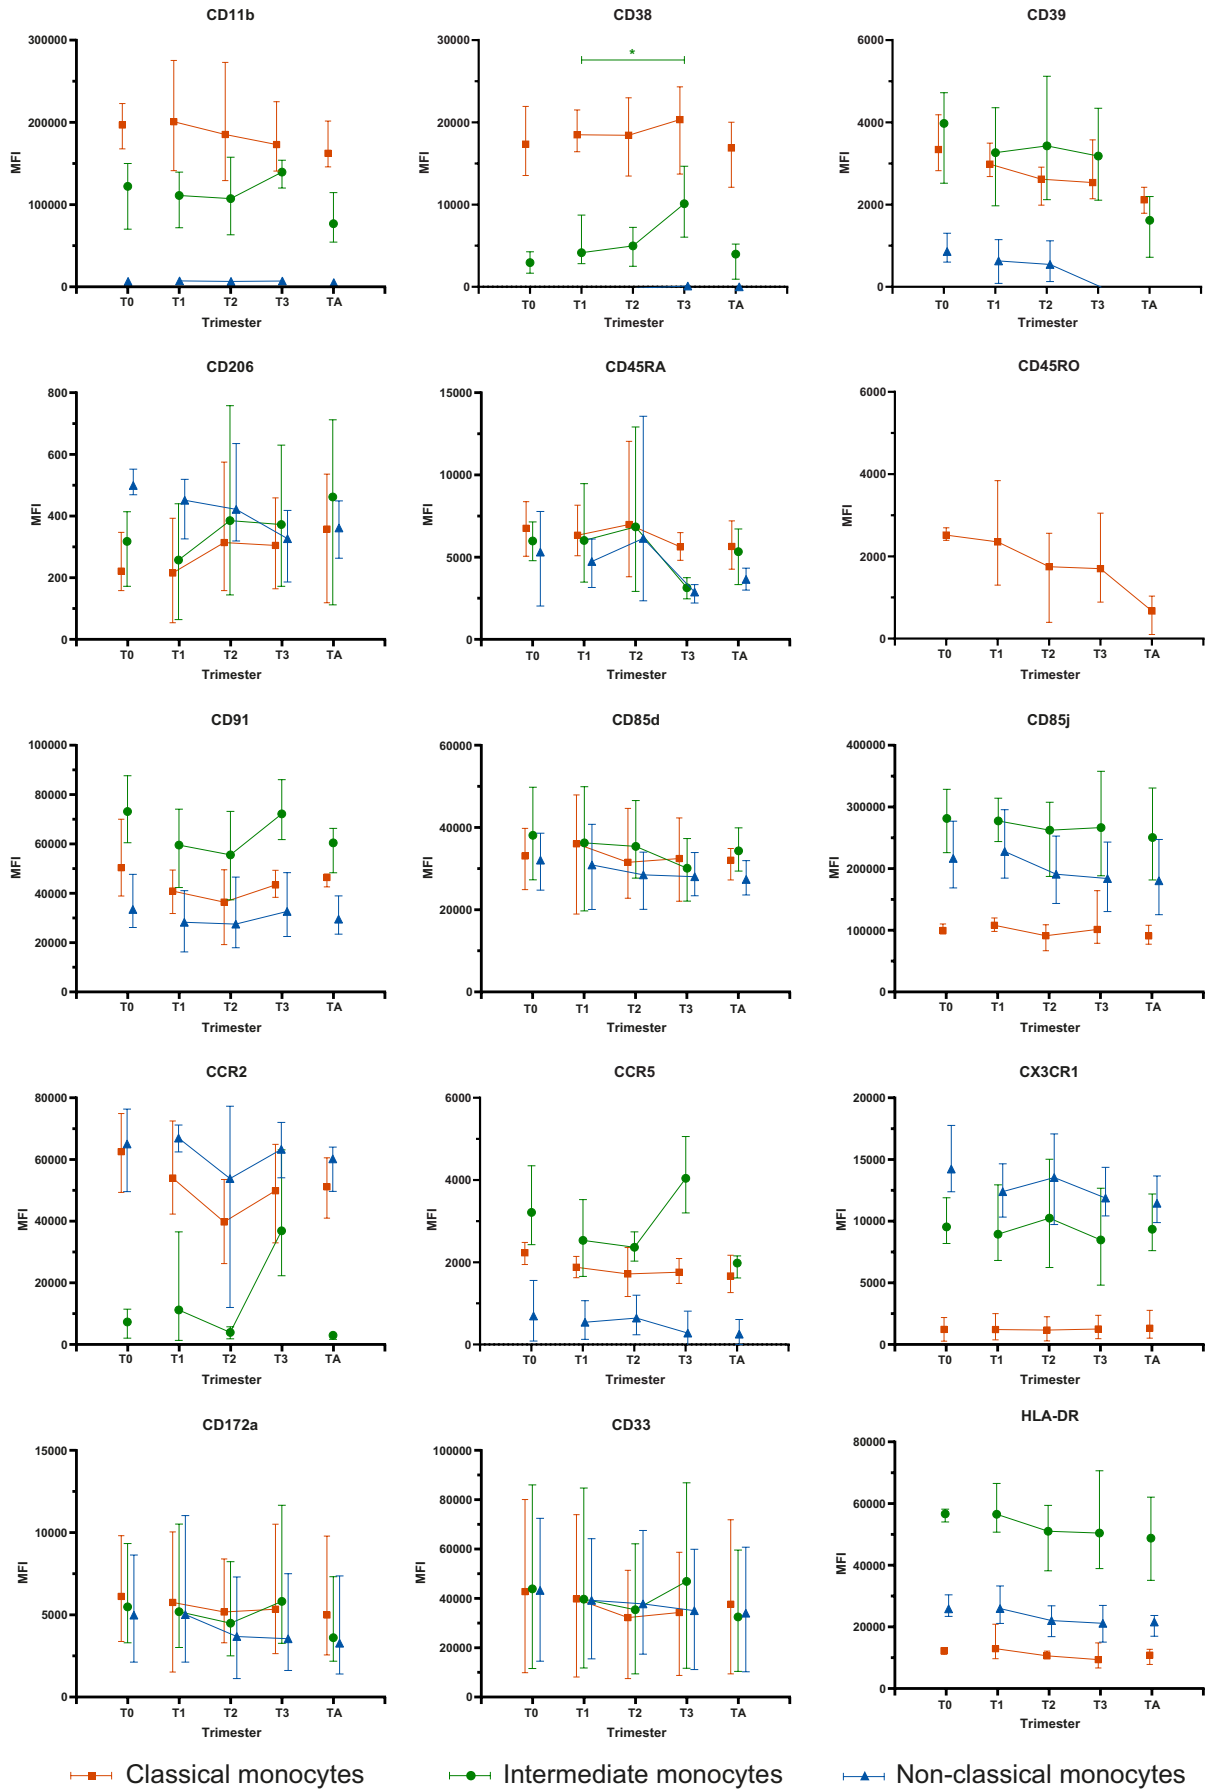 CD11b
CD38
CD39
300000
200000
100000
0
MFI
T0 T1 T2 T3 TA
Trimester
30000
20000
10000
0
MFI
*
T0 T1 T2 T3 TA
Trimester
6000
4000
2000
0
MFI
T0 T1 T2 T3 TA
Trimester
CD206
CD45RA
CD45RO
800
600
400
200
0
MFI
T0 T1 T2 T3 TA
Trimester
15000
10000
5000
0
MFI
T0 T1 T2 T3 TA
Trimester
6000
4000
2000
0
MFI
T0 T1 T2 T3 TA
Trimester
CD91
CD85d
CD85j
100000
80000
60000
40000
20000
0
MFI
T0 T1 T2 T3 TA
Trimester
60000
40000
20000
0
MFI
T0 T1 T2 T3 TA
Trimester
400000
300000
200000
100000
0
MFI
T0 T1 T2 T3 TA
Trimester
CCR2
CCR5
CX3CR1
80000
60000
40000
20000
0
MFI
T0 T1 T2 T3 TA
Trimester
6000
4000
2000
0
MFI
T0 T1 T2 T3 TA
Trimester
20000
15000
10000
5000
0
MFI
T0 T1 T2 T3 TA
Trimester
CD172a
CD33
HLA-DR
15000
10000
5000
0
MFI
T0 T1 T2 T3 TA
Trimester
100000
80000
60000
40000
20000
0
MFI
T0 T1 T2 T3 TA
Trimester
80000
60000
40000
20000
0
MFI
T0 T1 T2 T3 TA
Trimester
Classical monocytes
Intermediate monocytes
Non-classical monocytes